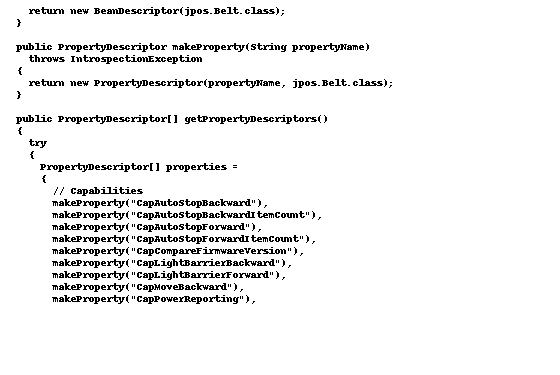 return new BeanDescriptor(jpos.Belt.class);
}
public PropertyDescriptor makeProperty(String propertyName)
throws IntrospectionException
{
return new PropertyDescriptor(propertyName, jpos.Belt.class);
}
public PropertyDescriptor[] getPropertyDescriptors()
{
try
{
PropertyDescriptor[] properties =
{
// Capabilities
makeProperty("CapAutoStopBackward"),
makeProperty("CapAutoStopBackwardItemCount"),
makeProperty("CapAutoStopForward"),
makeProperty("CapAutoStopForwardItemCount"),
makeProperty("CapCompareFirmwareVersion"),
makeProperty("CapLightBarrierBackward"),
makeProperty("CapLightBarrierForward"),
makeProperty("CapMoveBackward"),
makeProperty("CapPowerReporting"),